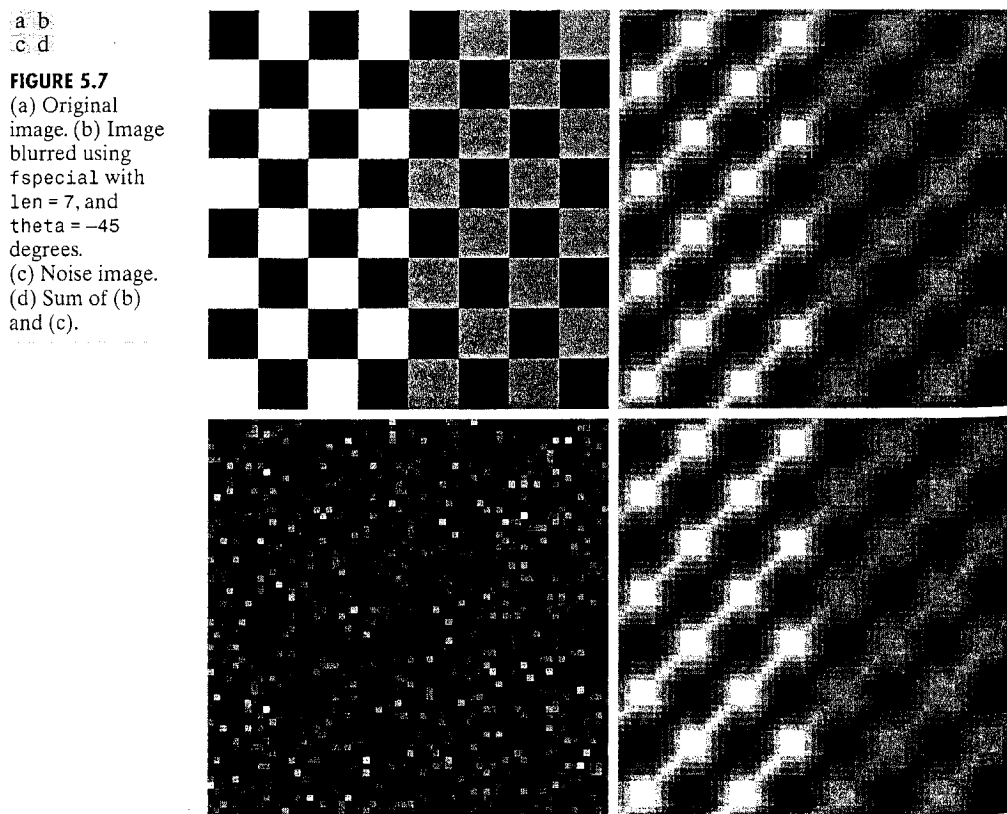 a b
c d
FIGURE 5.7
(a) Original
image. (b) Image
blurred using
fspecial with
len = 7, and
theta = −45
degrees.
(c) Noise image.
(d) Sum of (b)
and (c).